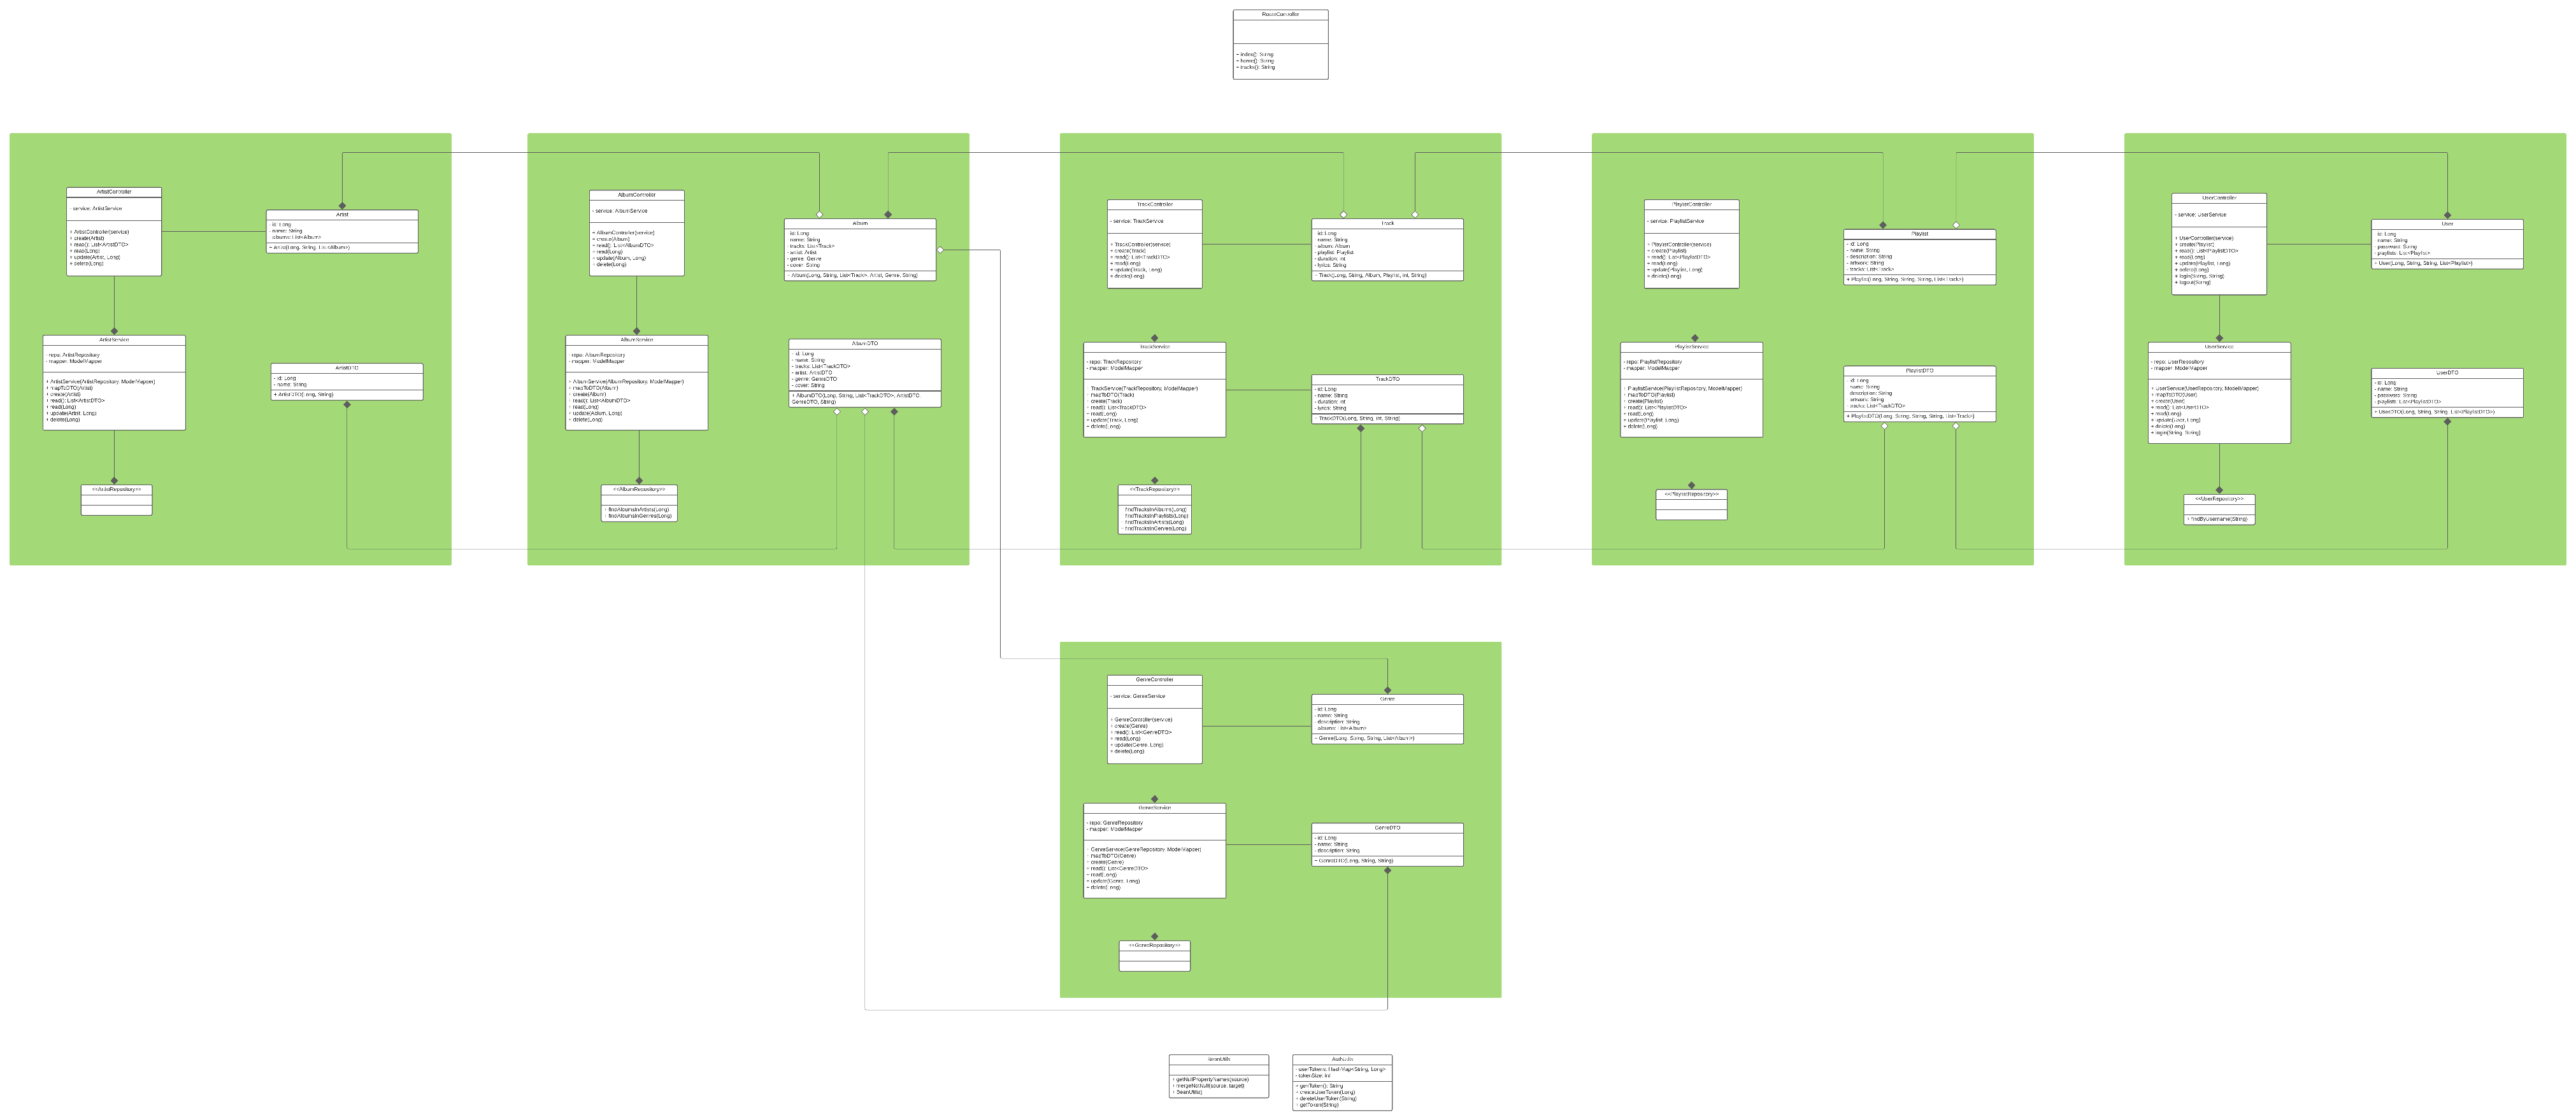 RouteController
+ index(): String
+ home(): String
+ tracks(): String
ArtistController
- service: ArtistService
+ ArtistController(service)
+ create(Artist)
+ read(): List<ArtistDTO>
+ read(Long)
+ update(Artist, Long)
+ delete(Long)
Artist
- id: Long
- name: String
- albums: List<Album>
+ Artist(Long, String, List<Album>)
ArtistService
- repo: ArtistRepository
- mapper: ModelMapper
+ ArtistService(ArtistRepository, ModelMapper)
+ mapToDTO(Artist)
+ create(Artist)
+ read(): List<ArtistDTO>
+ read(Long)
+ update(Artist, Long)
+ delete(Long)
ArtistDTO
- id: Long
- name: String
+ ArtistDTO(Long, String)
<<ArtistRepository>>
AlbumController
- service: AlbumService
+ AlbumController(service)
+ create(Album)
+ read(): List<AlbumDTO>
+ read(Long)
+ update(Album, Long)
+ delete(Long)
Album
- id: Long
- name: String
- tracks: List<Track>
- artist: Artist
- genre: Genre
- cover: String
+ Album(Long, String, List<Track>, Artist, Genre, String)
AlbumService
- repo: AlbumRepository
- mapper: ModelMapper
+ AlbumService(AlbumRepository, ModelMapper)
+ mapToDTO(Album)
+ create(Album)
+ read(): List<AlbumDTO>
+ read(Long)
+ update(Album, Long)
+ delete(Long)
AlbumDTO
- id: Long
- name: String
- tracks: List<TrackDTO>
- artist: ArtistDTO
- genre: GenreDTO
- cover: String
+ AlbumDTO(Long, String, List<TrackDTO>, ArtistDTO,
GenreDTO, String)
<<AlbumRepository>>
+ findAlbumsInArtists(Long)
+ findAlbumsInGenres(Long)
TrackController
- service: TrackService
+ TrackController(service)
+ create(Track)
+ read(): List<TrackDTO>
+ read(Long)
+ update(Track, Long)
+ delete(Long)
Track
- id: Long
- name: String
- album: Album
- playlist: Playlist
- duration: int
- lyrics: String
+ Track(Long, String, Album, Playlist, int, String)
TrackService
- repo: TrackRepository
- mapper: ModelMapper
+ TrackService(TrackRepository, ModelMapper)
+ mapToDTO(Track)
+ create(Track)
+ read(): List<TrackDTO>
+ read(Long)
+ update(Track, Long)
+ delete(Long)
TrackDTO
- id: Long
- name: String
- duration: int
- lyrics: String
+ TrackDTO(Long, String, int, String)
<<TrackRepository>>
+ findTracksInAlbums(Long)
+ findTracksInPlaylists(Long)
+ findTracksInArtists(Long)
+ findTracksInGenres(Long)
PlaylistController
- service: PlaylistService
+ PlaylistController(service)
+ create(Playlist)
+ read(): List<PlaylistDTO>
+ read(Long)
+ update(Playlist, Long)
+ delete(Long)
Playlist
- id: Long
- name: String
- description: String
- artwork: String
- tracks: List<Track>
+ Playlist(Long, String, String, String, List<Track>)
PlaylistService
- repo: PlaylistRepository
- mapper: ModelMapper
+ PlaylistService(PlaylistRepository, ModelMapper)
+ mapToDTO(Playlist)
+ create(Playlist)
+ read(): List<PlaylistDTO>
+ read(Long)
+ update(Playlist, Long)
+ delete(Long)
PlaylistDTO
- id: Long
- name: String
- description: String
- artwork: String
- tracks: List<TrackDTO>
+ PlaylistDTO(Long, String, String, String, List<Track>)
<<PlaylistRepository>>
UserController
- service: UserService
+ UserController(service)
+ create(Playlist)
+ read(): List<PlaylistDTO>
+ read(Long)
+ update(Playlist, Long)
+ delete(Long)
+ login(String, String)
+ logout(String)
User
- id: Long
- name: String
- password: String
- playlists: List<Playlist>
+ User(Long, String, String, List<Playlist>)
UserService
- repo: UserRepository
- mapper: ModelMapper
+ UserService(UserRepository, ModelMapper)
+ mapToDTO(User)
+ create(User)
+ read(): List<UserDTO>
+ read(Long)
+ update(User, Long)
+ delete(Long)
+ login(String, String)
UserDTO
- id: Long
- name: String
- password: String
- playlists: List<PlaylistDTO>
+ UserDTO(Long, String, String, List<PlaylistDTO>)
<<UserRepository>>
+ findByUsername(String)
GenreController
- service: GenreService
+ GenreController(service)
+ create(Genre)
+ read(): List<GenreDTO>
+ read(Long)
+ update(Genre, Long)
+ delete(Long)
Genre
- id: Long
- name: String
- description: String
- albums: List<Album>
+ Genre(Long, String, String, List<Album>)
GenreService
- repo: GenreRepository
- mapper: ModelMapper
+ GenreService(GenreRepository, ModelMapper)
+ mapToDTO(Genre)
+ create(Genre)
+ read(): List<GenreDTO>
+ read(Long)
+ update(Genre, Long)
+ delete(Long)
GenreDTO
- id: Long
- name: String
- description: String
+ GenreDTO(Long, String, String)
<<GenreRepository>>
BeanUtils
+ getNullPropertyNames(source)
+ mergeNotNull(source, target)
+ BeanUtils()
AuthUtils
- userTokens: HashMap<String, Long>
- tokenSize: int
+ genToken(): String
+ createUserToken(Long)
+ deleteUserToken(String)
+ getToken(String)